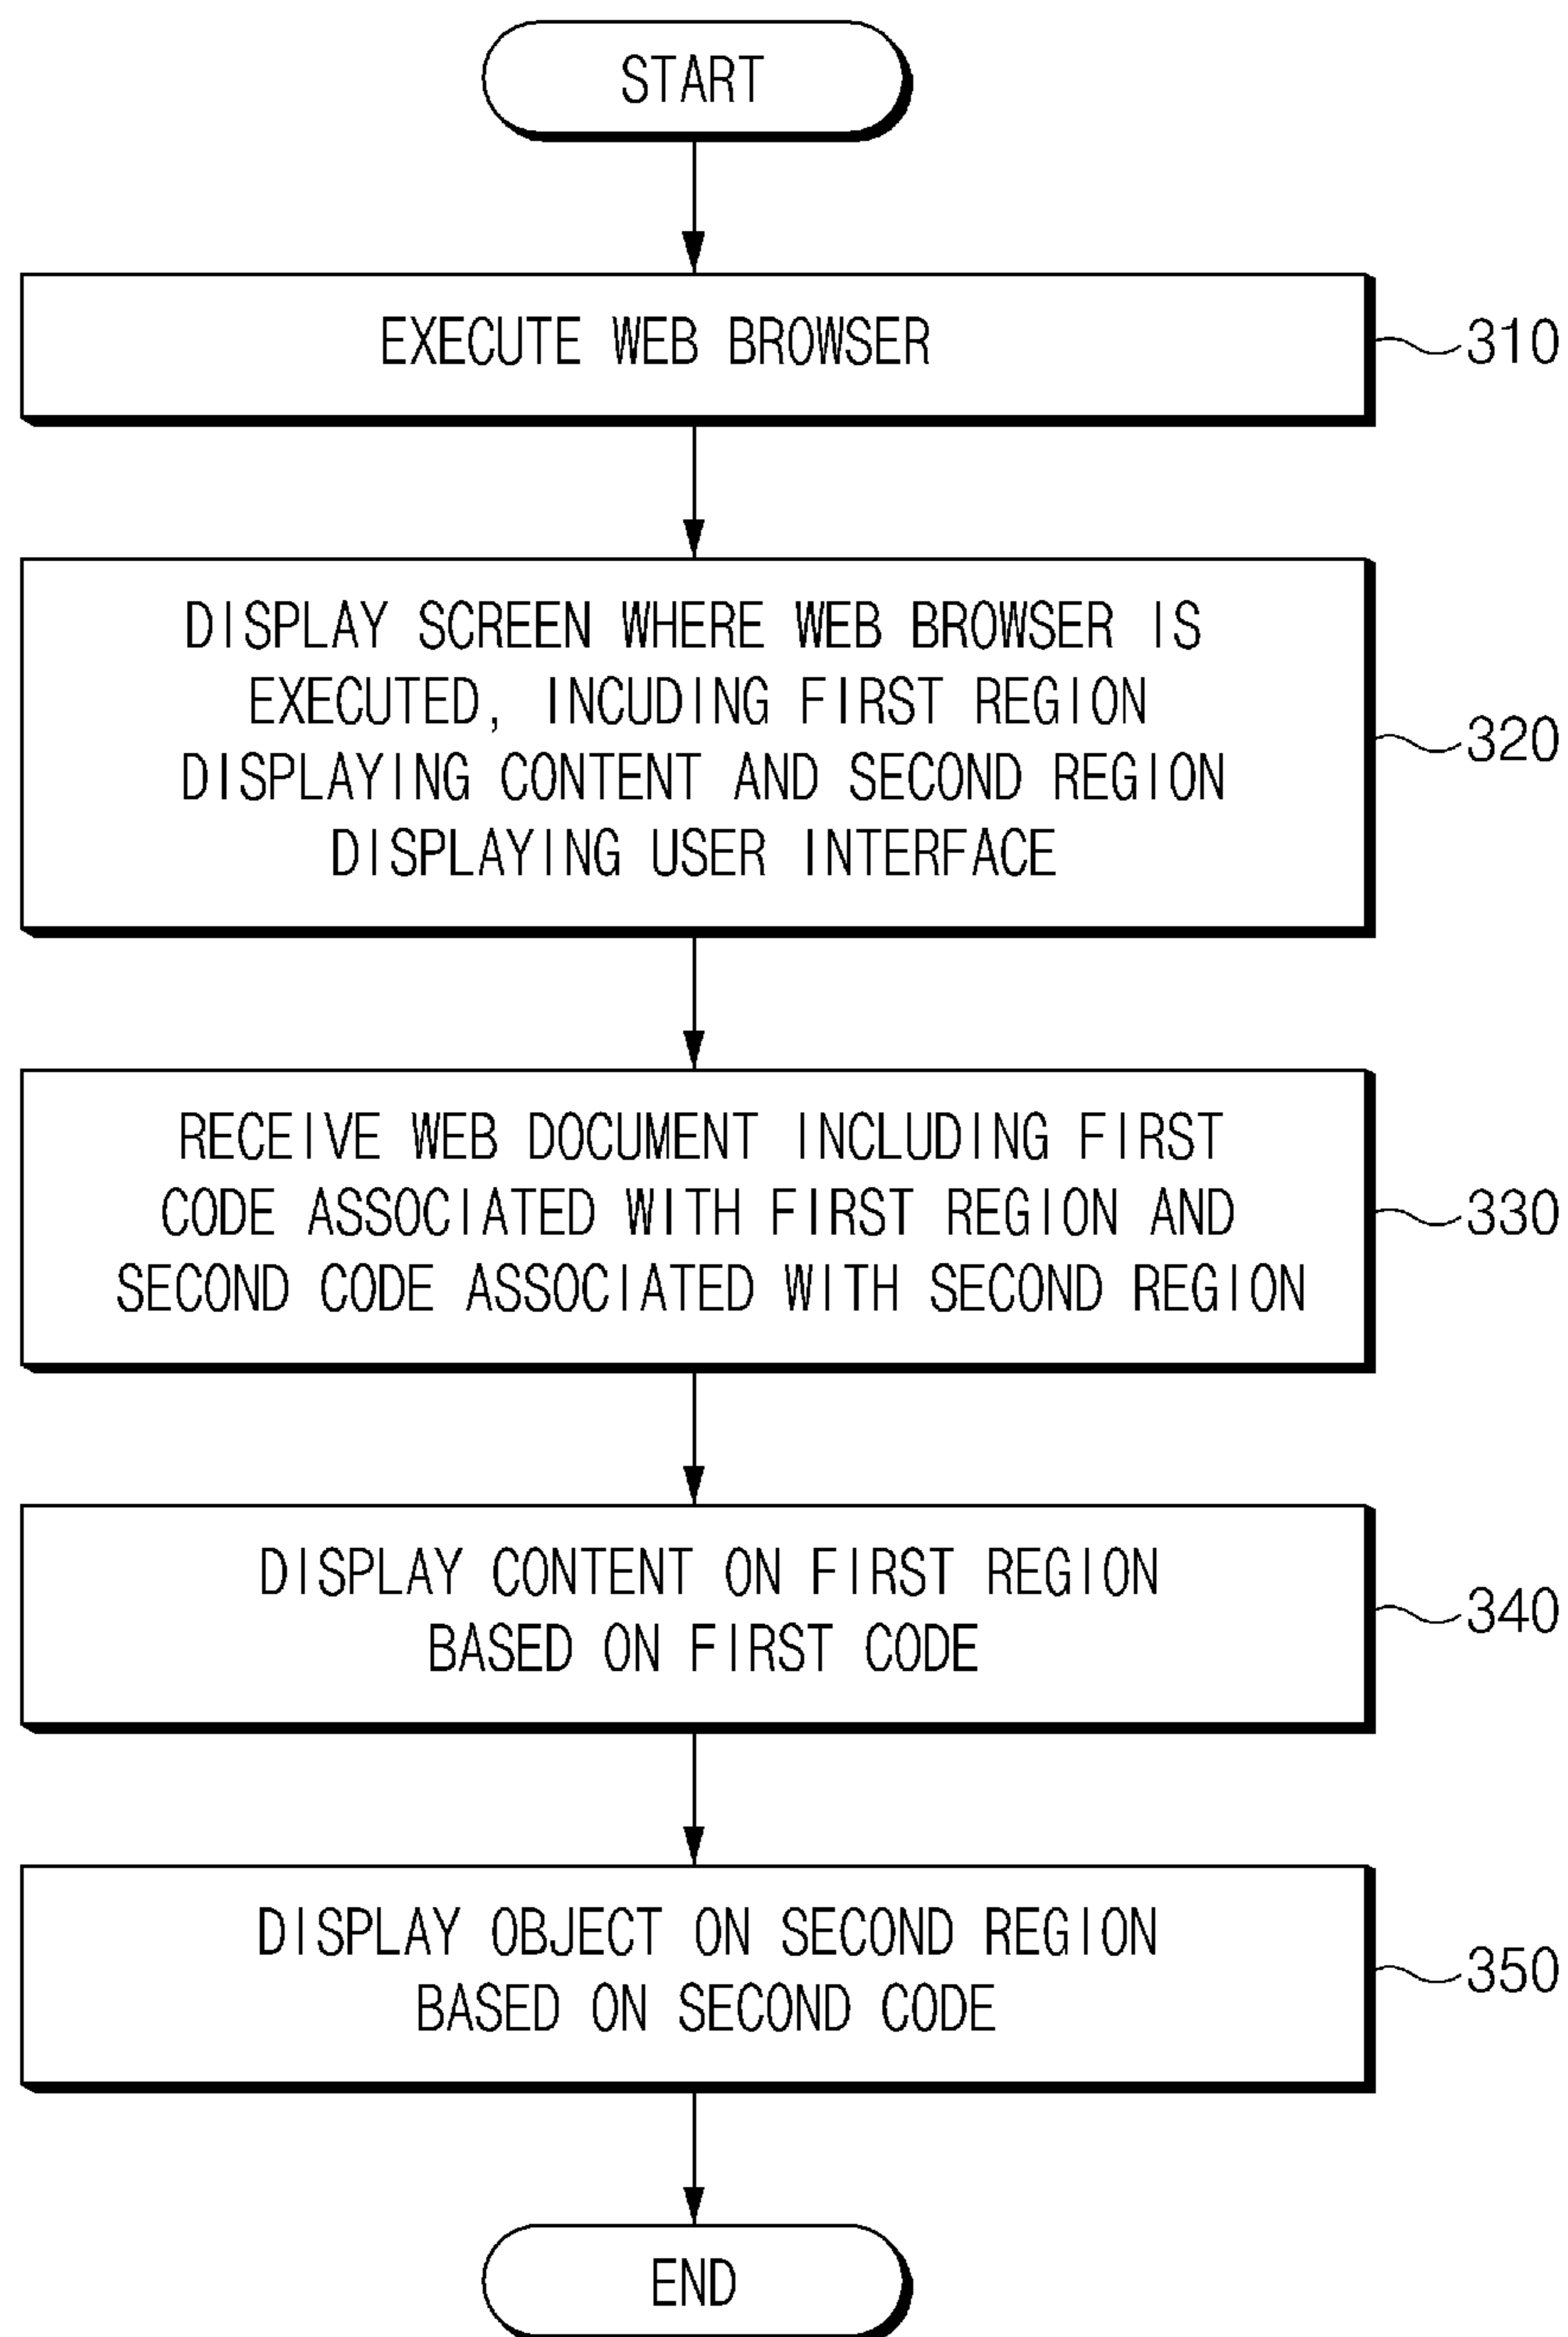 START
EXECUTE WEB BROWSER
310
DISPLAY SCREEN WHERE WEB BROWSER IS
EXECUTED, INCUDING FIRST REGION
DISPLAYING CONTENT AND SECOND REGION
DISPLAYING USER INTERFACE
320
RECEIVE WEB DOCUMENT INCLUDING FIRST
CODE ASSOCIATED WITH FIRST REGION AND
SECOND CODE ASSOCIATED WITH SECOND REGION
330
DISPLAY CONTENT ON FIRST REGION
BASED ON FIRST CODE
340
DISPLAY OBJECT ON SECOND REGION
BASED ON SECOND CODE
350
END